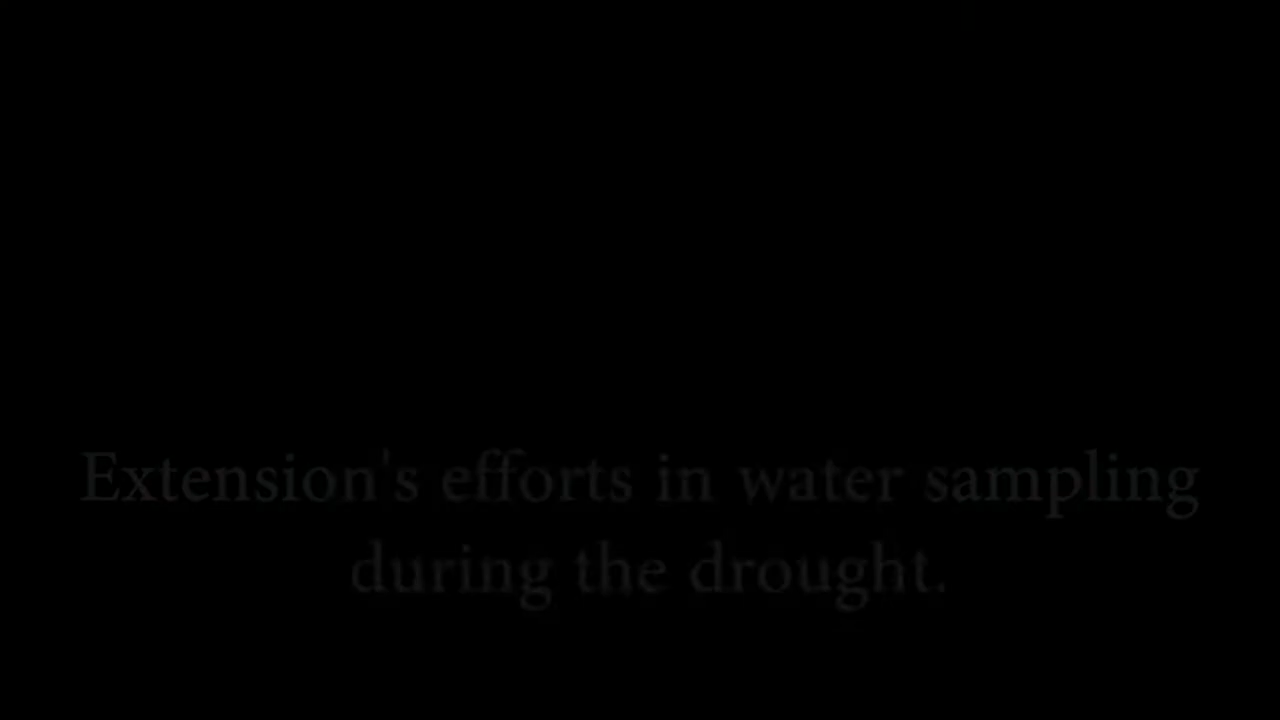 Extension's efforts in water sampling
during the drought.